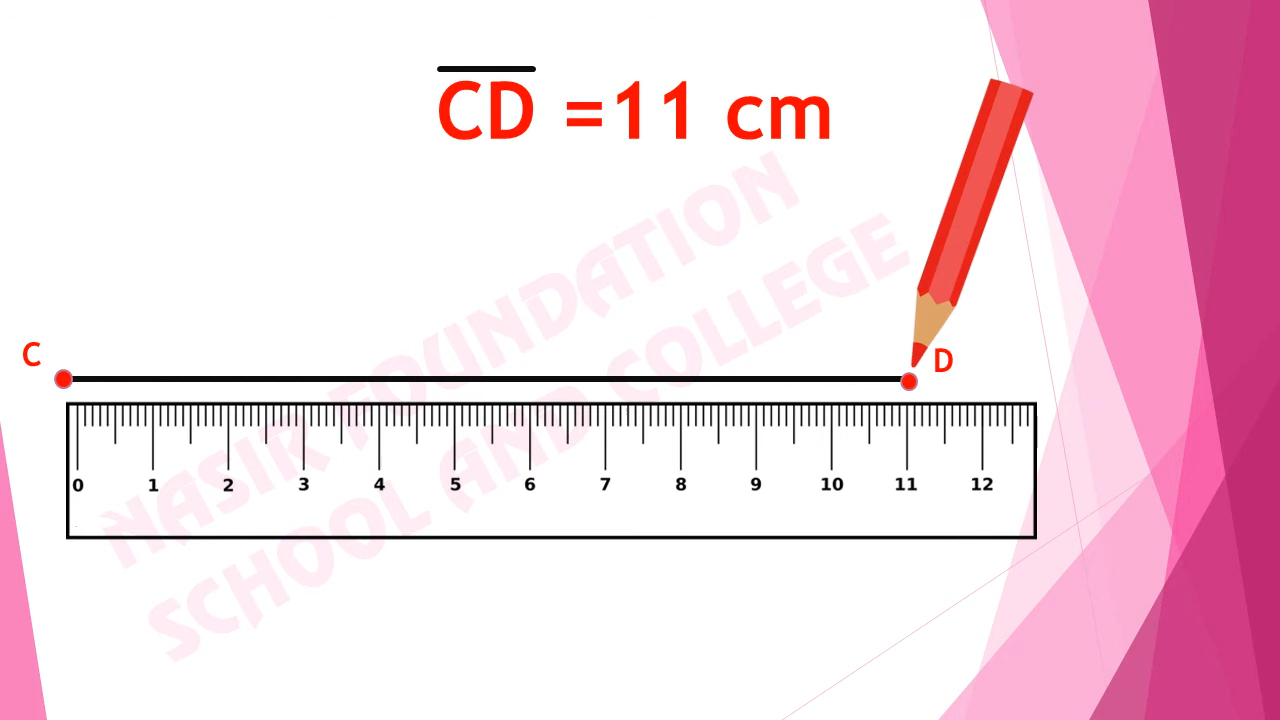 CD =11 cm
NASIR FOUNDATION
SCHOOL AND COLLEGE
C
D
0 1 2 3 4 5 6 7 8 9 10 11 12